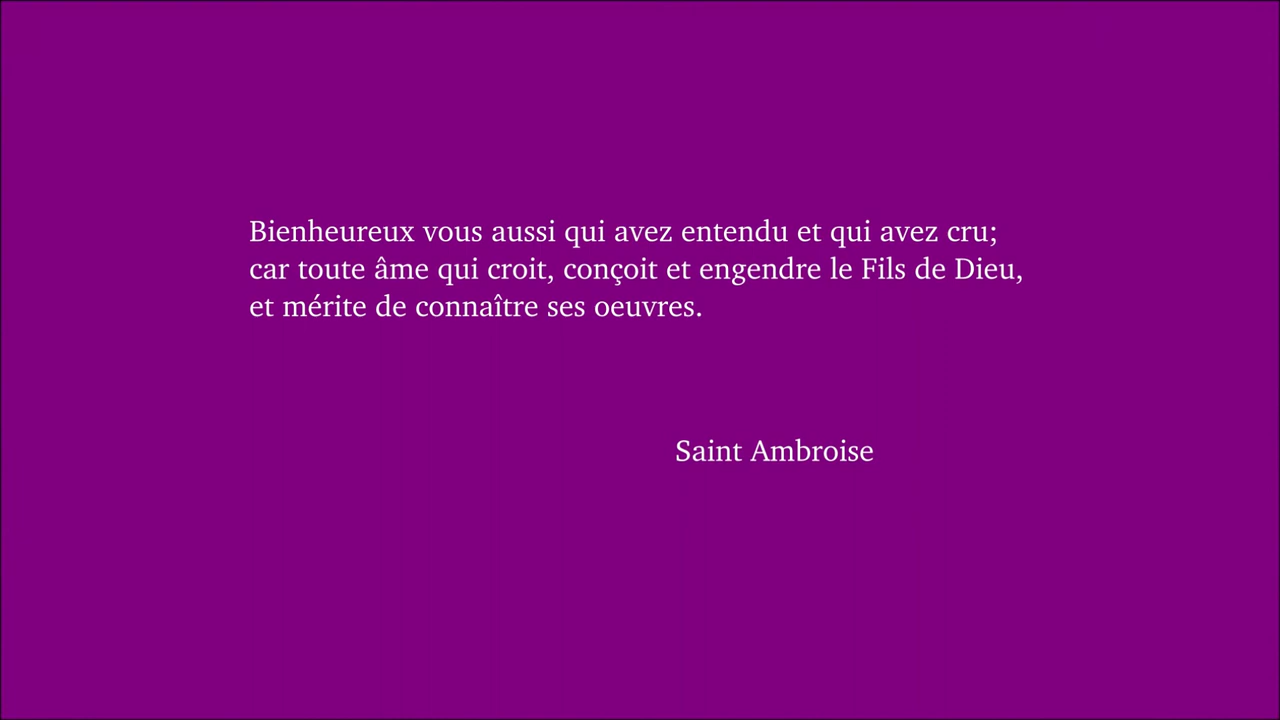 Bienheureux vous aussi qui avez entendu et qui avez cru;
car toute âme qui croit, conçoit et engendre le Fils de Dieu,
et mérite de connaître ses oeuvres.
Saint Ambroise